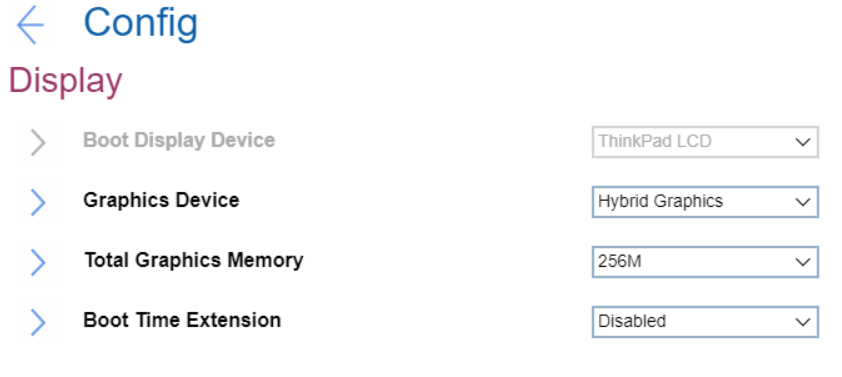 Config
Display
Boot Display Device ThinkPad LCD
Graphics Device Hybrid Graphics
Total Graphics Memory 256M
Boot Time Extension Disabled